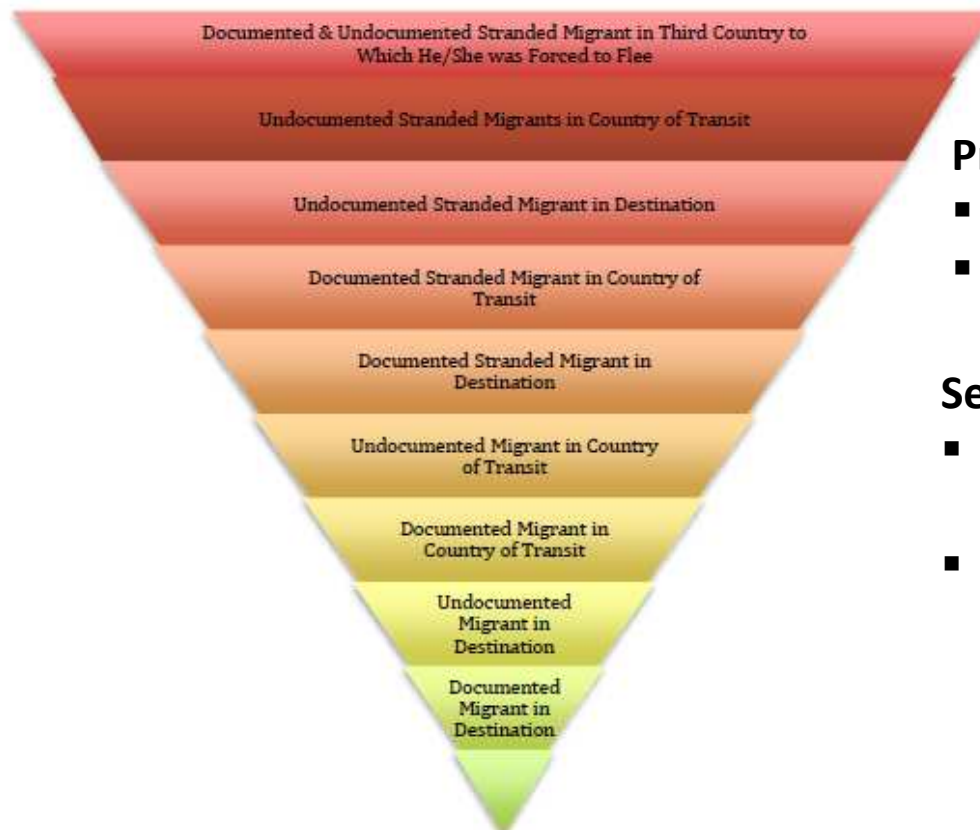 Documented & Undocumented Stranded Migrant in Third Country to
Which He/She was Forced to Flee
Undocumented Stranded Migrants in Country of Transit
Undocumented Stranded Migrant in Destination
Documented Stranded Migrant in Country of
Transit
Documented Stranded Migrant in
Destination
Undocumented Migrant in Country
of Transit
Documented Migrant in
Country of Transit
Undocumented
Migrant in
Destination
Documented
Migrant in
Destination